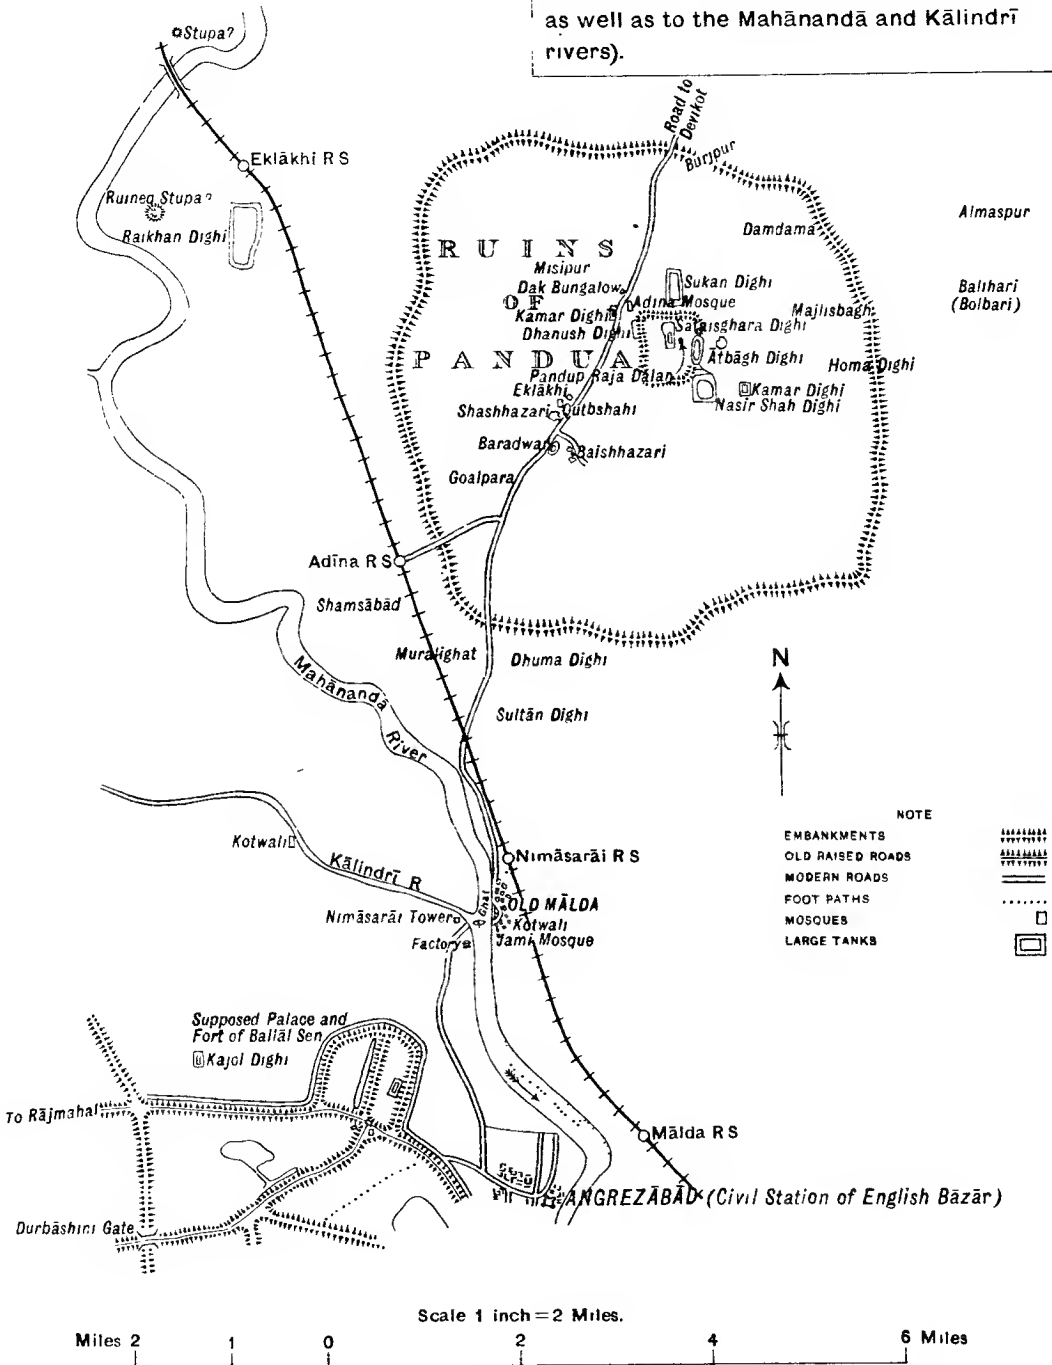 as well as to the Mahānandā and Kālindrī
rivers).
Stupa?
Road to
Devikot
Eklākhi R S
Burjpur
Ruined Stupa?
Raikhan Dighi
Almaspur
Damdama
RUINS
Misipur
Dak Bungalow
Sukan Dighi
Balihari
(Bolbari)
OF
Adina Mosque
Kamar Dighi
Majlisbagh
Dhanush Dighi
Sataisghara Dighi
PANDUA
Atbāgh Dighi
Homa Dighi
Pandup Raja Dalan
Eklākhi
Kamar Dighi
Shashhazari
Qutbshahi
Nasir Shah Dighi
Baradwari
Baishhazari
Goalpara
Adīna R S
Shamsābād
Muralighat
Dhuma Dighi
Mahānandā
River
Sultān Dighi
N
NOTE
EMBANKMENTS
OLD RAISED ROADS
MODERN ROADS
FOOT PATHS
MOSQUES
LARGE TANKS
Kotwali
Nimāsarāi R S
Kālindrī R
Ghat
OLD MĀLDA
Nimāsarāi Tower
Kotwali
Factory
Jami Mosque
Supposed Palace and
Fort of Ballāl Sen
Kajol Dighi
To Rājmahal
Mālda R S
ANGREZĀBĀD (Civil Station of English Bāzār)
Durbāshini Gate
Scale 1 inch = 2 Miles.
Miles 2 1 0 2 4 6 Miles